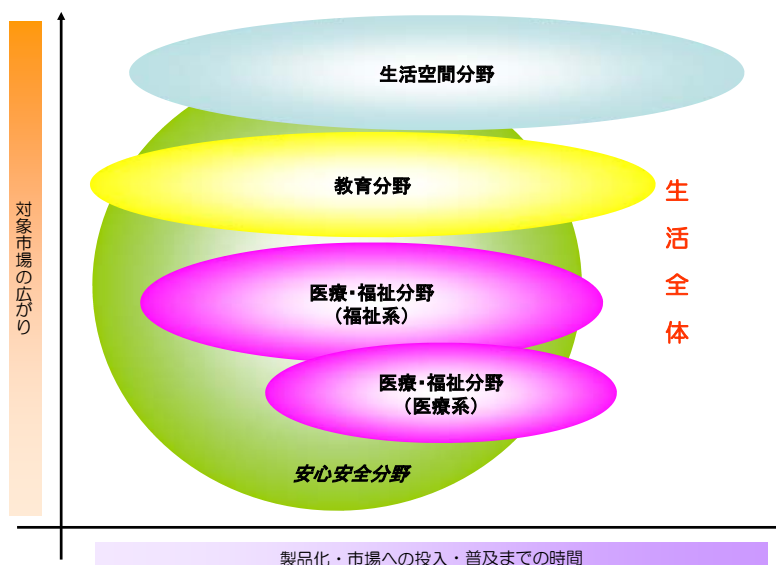 生活空間分野
教育分野
医療・福祉分野
（福祉系）
医療・福祉分野
（医療系）
安心安全分野
生活全体
対象市場の広がり
製品化・市場への投入・普及までの時間